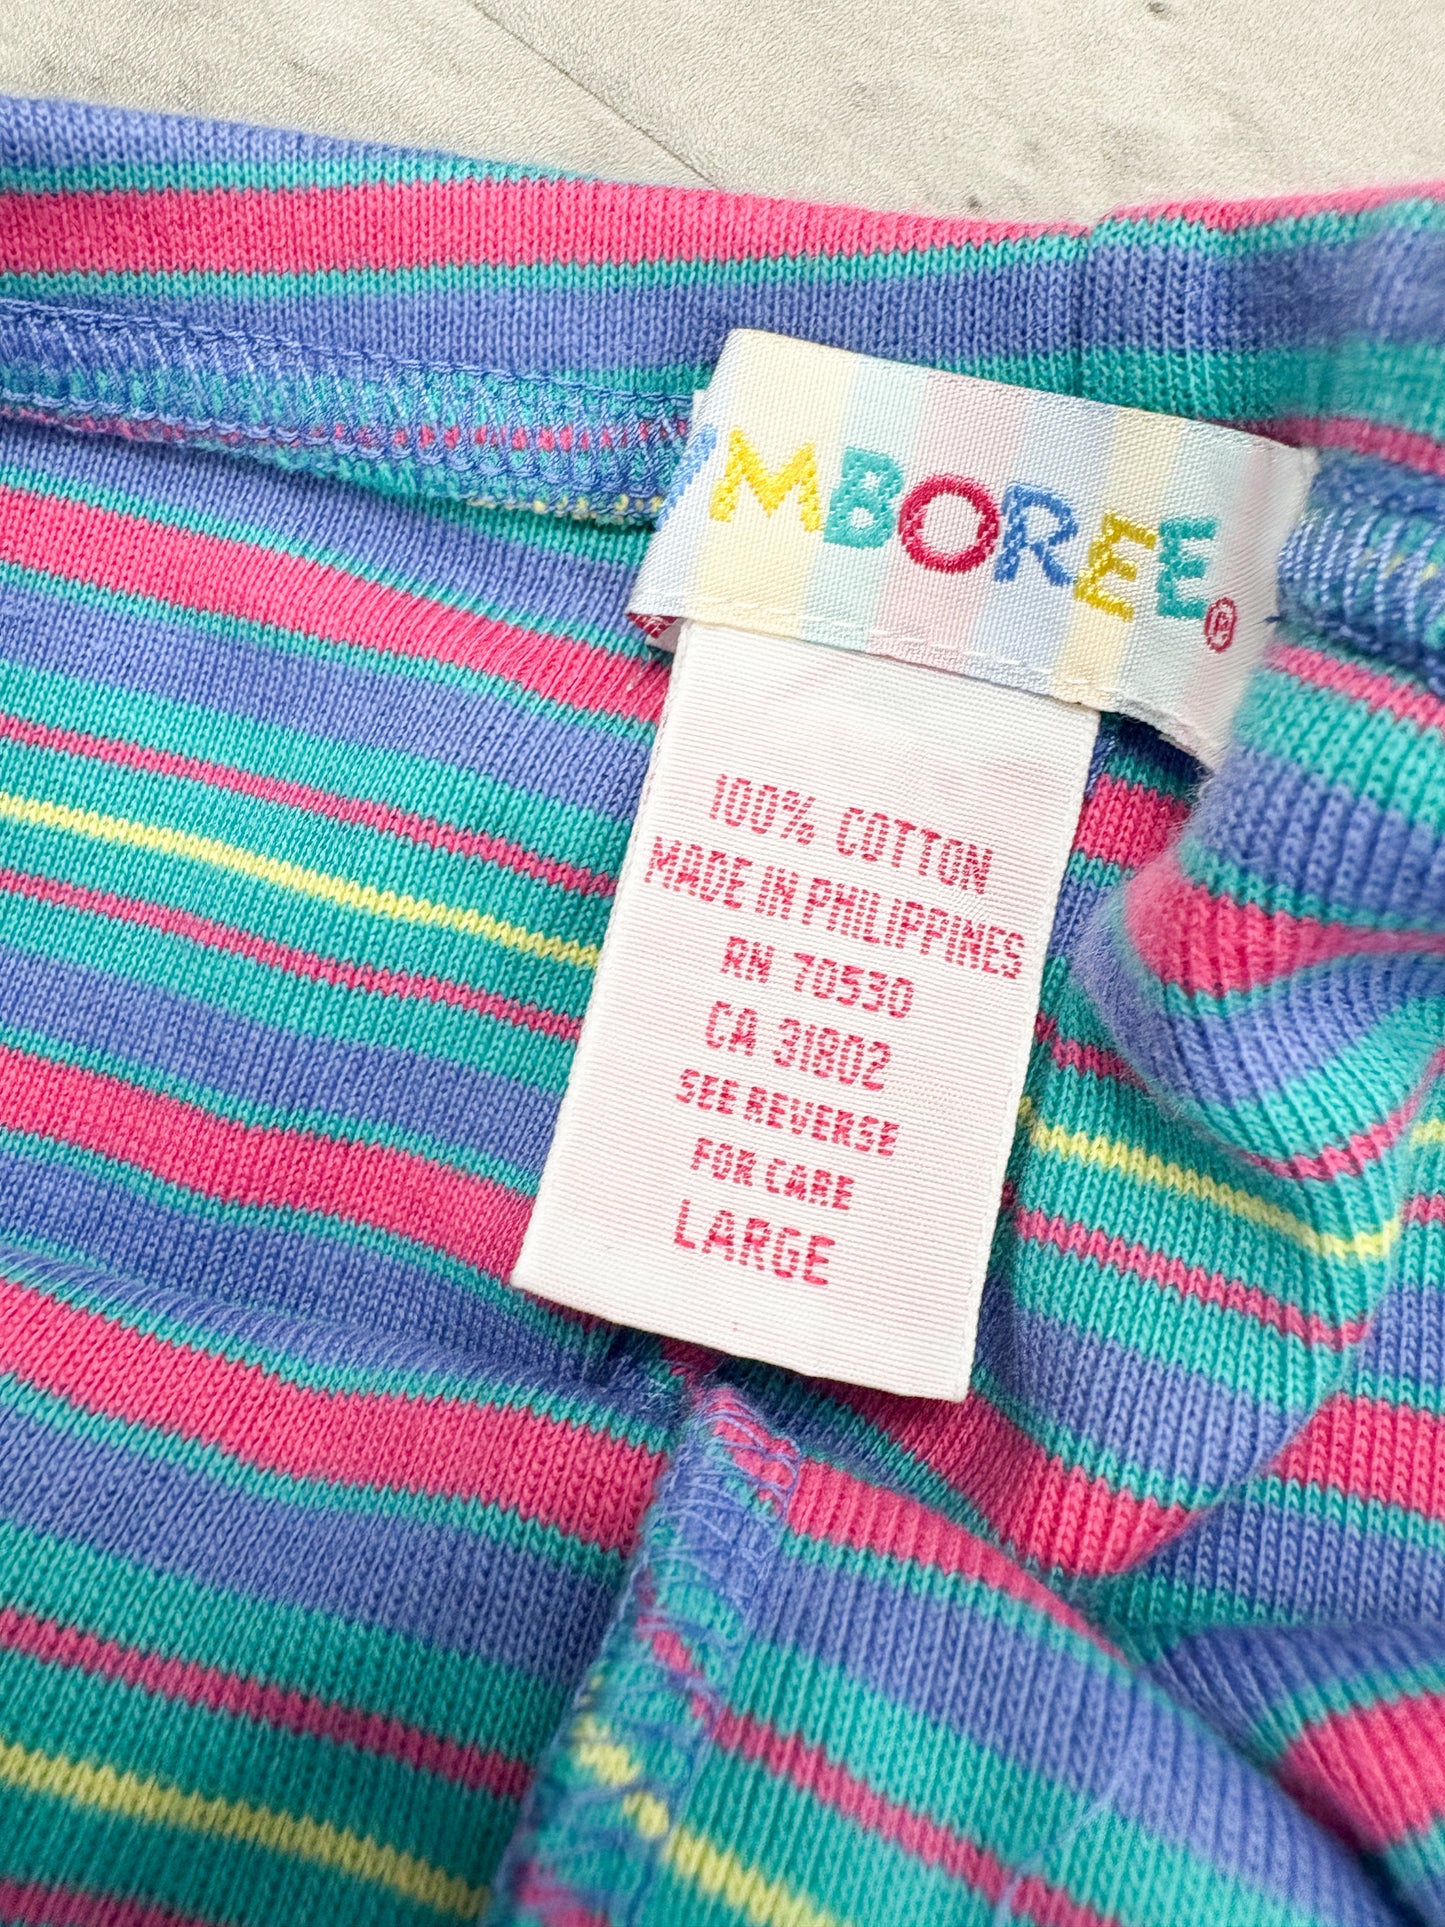 MBOREE®
100% COTTON
MADE IN PHILIPPINES
RN 70530
CA 31802
SEE REVERSE
FOR CARE
LARGE